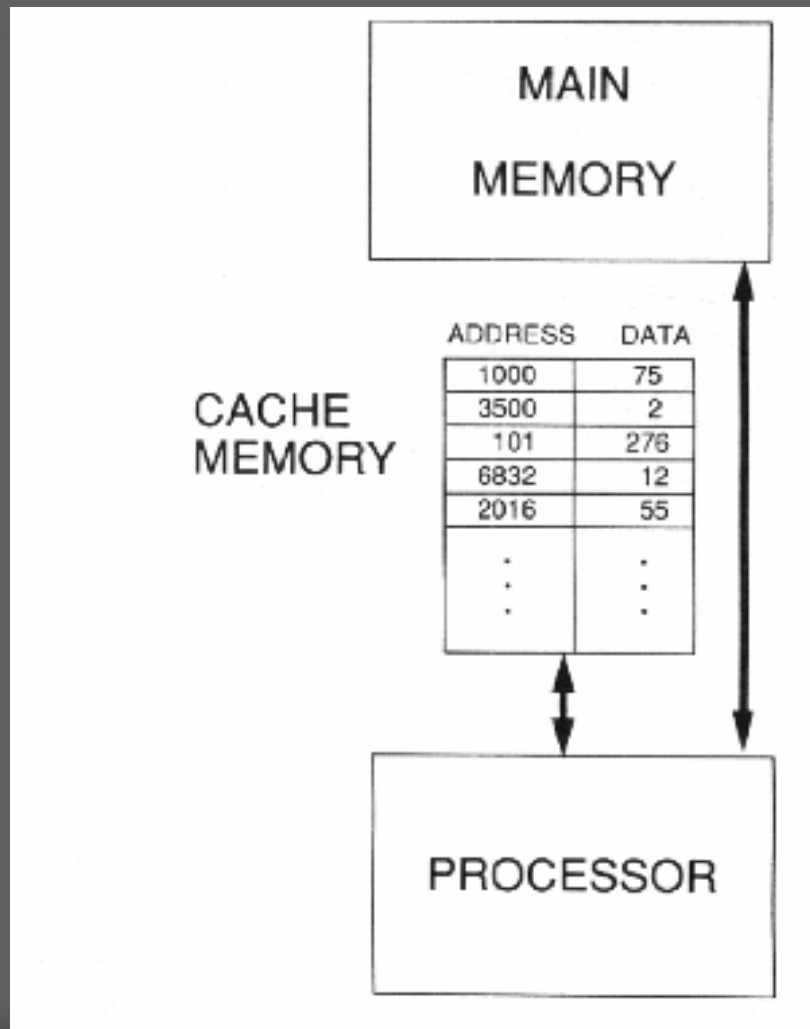 MAIN
MEMORY
ADDRESS DATA
1000 75
3500 2
101 276
6832 12
2016 55
CACHE
MEMORY
PROCESSOR